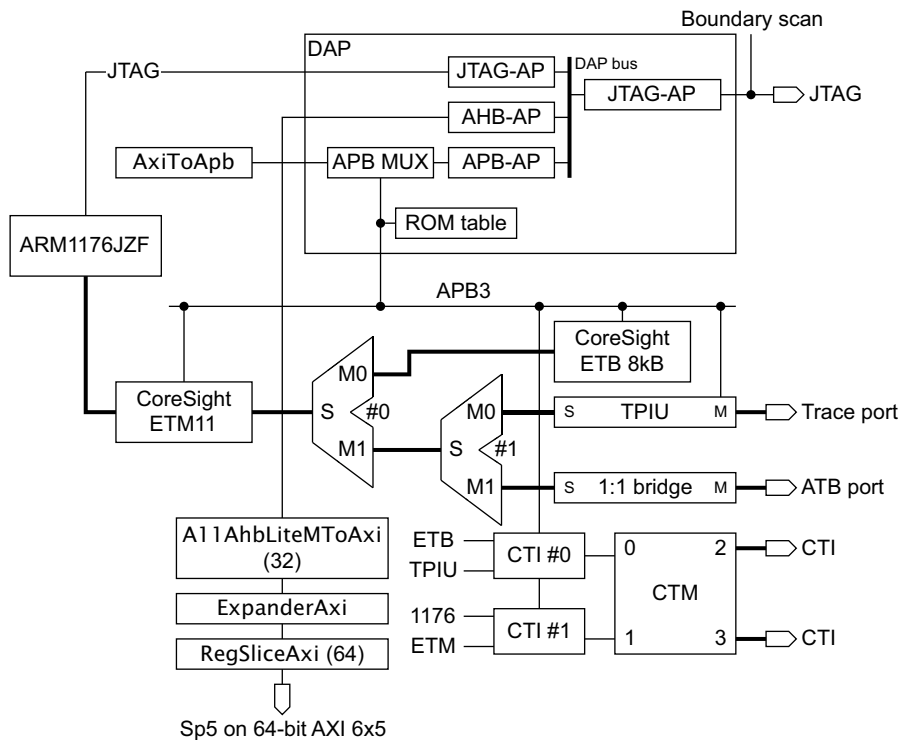 Boundary scan
DAP
JTAG
JTAG-AP
DAP bus
JTAG-AP
JTAG
AHB-AP
AxiToApb
APB MUX
APB-AP
ROM table
ARM1176JZF
APB3
CoreSight
ETB 8kB
M0
S
#0
M1
CoreSight
ETM11
M0
S
#1
M1
S
TPIU
M
Trace port
S
1:1 bridge
M
ATB port
A11AhbLiteMToAxi
(32)
ExpanderAxi
RegSliceAxi (64)
Sp5 on 64-bit AXI 6x5
ETB
TPIU
CTI #0
1176
ETM
CTI #1
0
2
CTM
1
3
CTI
CTI